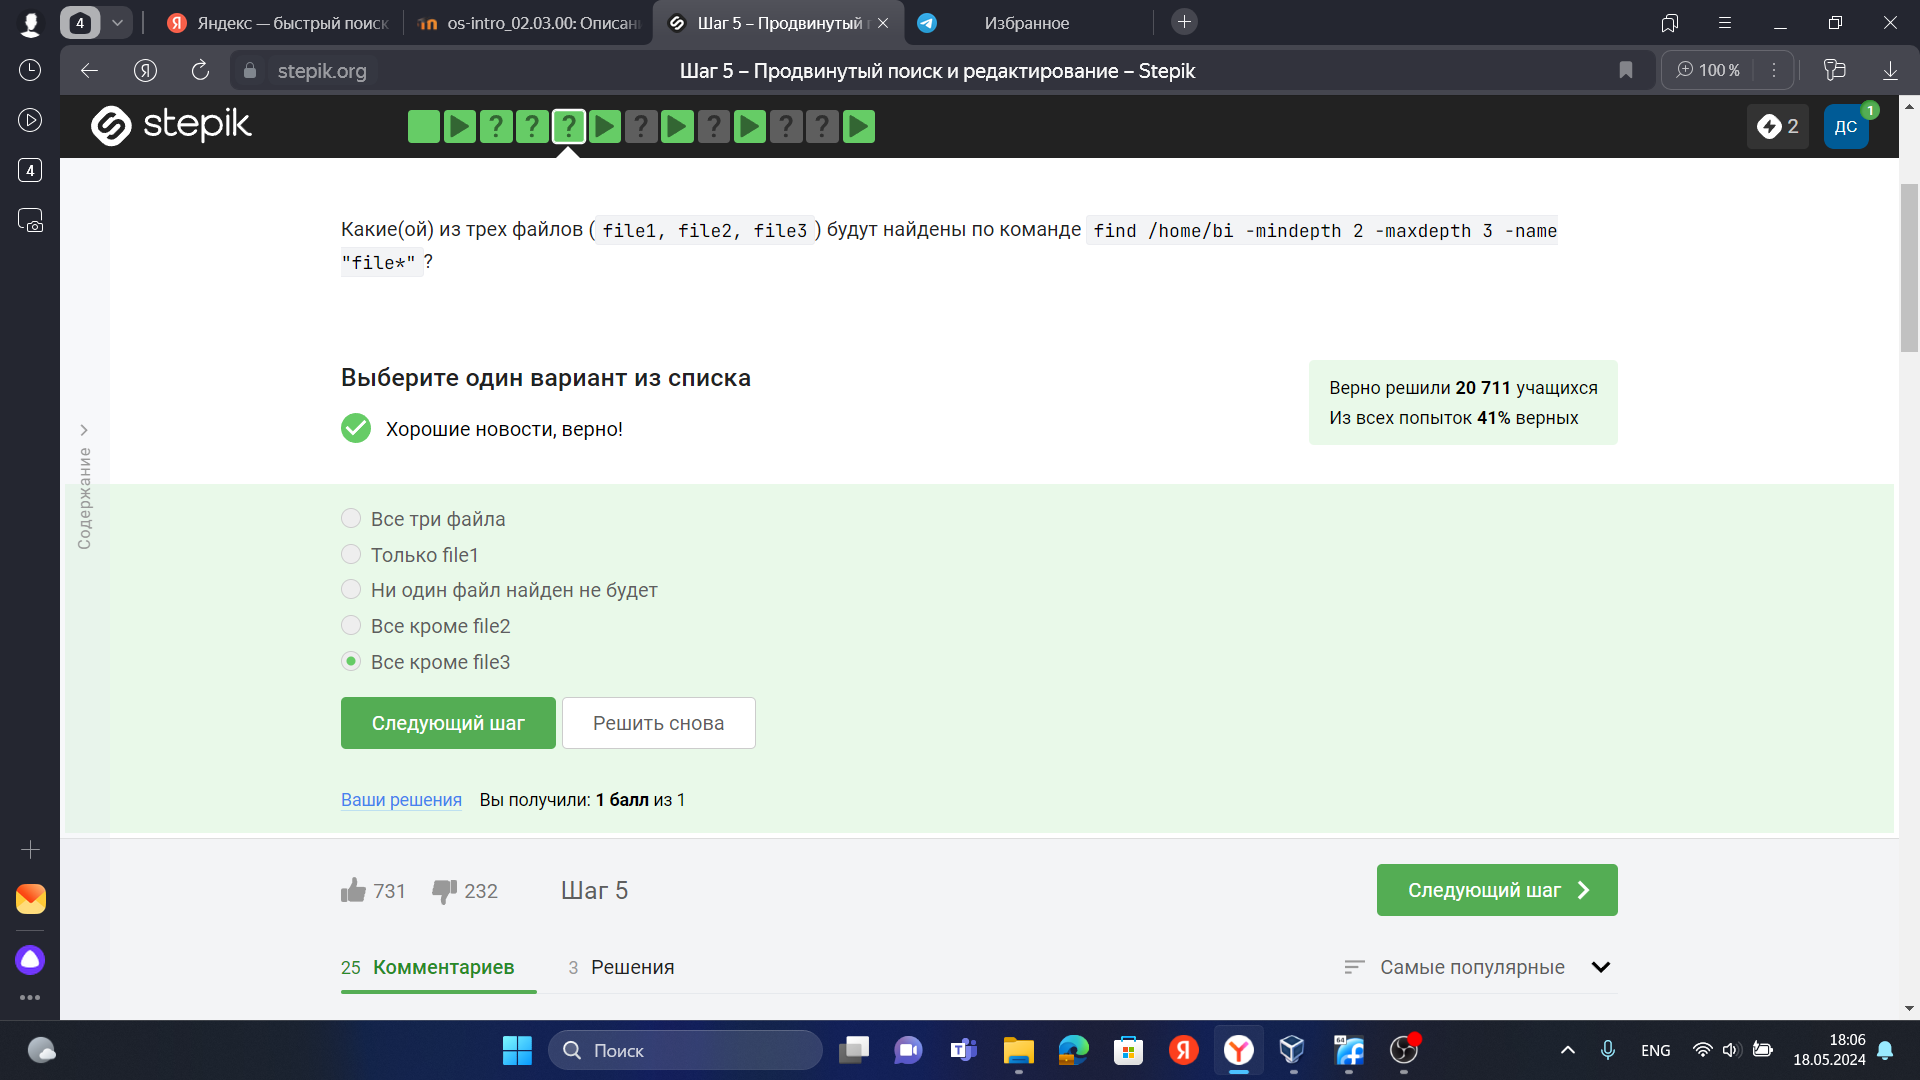 4
Яндекс — быстрый поиск
os-intro_02.03.00: Описан
Шаг 5 – Продвинутый
Избранное
stepik.org
Шаг 5 – Продвинутый поиск и редактирование – Stepik
100 %
stepik
2
ДС
1
4
Какие(ой) из трех файлов ( file1, file2, file3 ) будут найдены по команде find /home/bi -mindepth 2 -maxdepth 3 -name
"file*" ?
Выберите один вариант из списка
Хорошие новости, верно!
Верно решили 20 711 учащихся
Из всех попыток 41% верных
Содержание
Все три файла
Только file1
Ни один файл найден не будет
Все кроме file2
Все кроме file3
Следующий шаг
Решить снова
Ваши решения Вы получили: 1 балл из 1
731
232
Шаг 5
Следующий шаг
25 Комментариев
3 Решения
Самые популярные
Поиск
64
ENG
18:06
18.05.2024